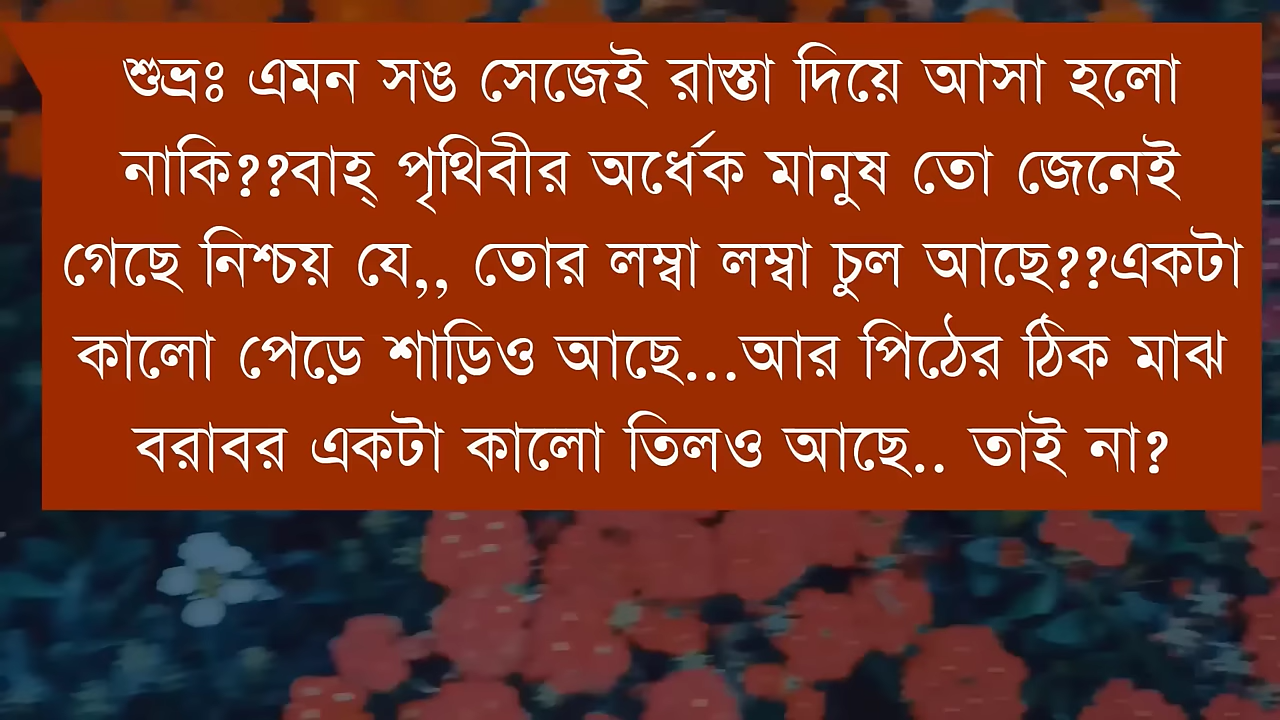 শুভ্রঃ এমন সঙ সেজেই রাস্তা দিয়ে আসা হলো
নাকি??বাহ্ পৃথিবীর অর্ধেক মানুষ তো জেনেই
গেছে নিশ্চয় যে,, তোর লম্বা লম্বা চুল আছে??একটা
কালো পেড়ে শাড়িও আছে...আর পিঠের ঠিক মাঝ
বরাবর একটা কালো তিলও আছে.. তাই না?